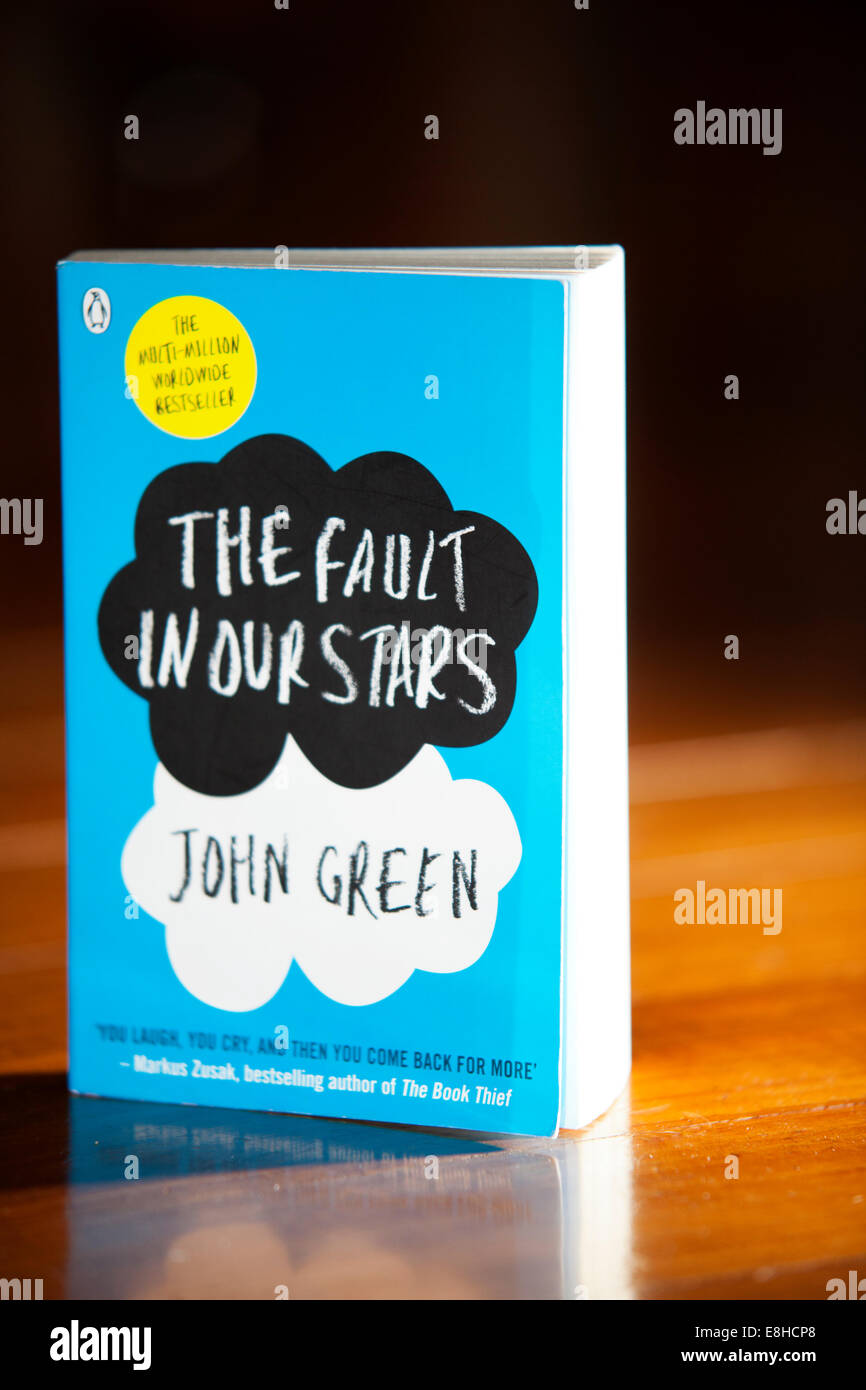 THE
MULTI-MILLION
WORLDWIDE
BESTSELLER
THE FAULT
IN OUR STARS
JOHN GREEN
'YOU LAUGH, YOU CRY, AND THEN YOU COME BACK FOR MORE'
– Markus Zusak, bestselling author of The Book Thief
alamy
alamy
alamy
a
a
a
a
a
a
a
alamy
Image ID: E8HCP8
www.alamy.com